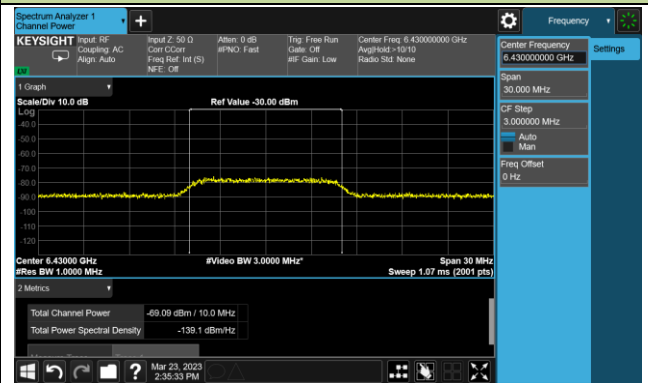 Spectrum Analyzer 1
Channel Power
+
Frequency
KEYSIGHT
Input: RF
Coupling: AC
Align: Auto
Input Z: 50 Ω
Corr CCorr
Freq Ref: Int (S)
NFE: Off
Atten: 0 dB
#PNO: Fast
Trig: Free Run
Gate: Off
#IF Gain: Low
Center Freq: 6.430000000 GHz
Avg|Hold:>10/10
Radio Std: None
Center Frequency
6.430000000 GHz
Settings
Span
30.000 MHz
CF Step
3.000000 MHz
Auto
Man
Freq Offset
0 Hz
1 Graph
Scale/Div 10.0 dB
Ref Value -30.00 dBm
Log
-40.0
-50.0
-60.0
-70.0
-80.0
-90.0
-100
-110
-120
Center 6.43000 GHz
#Video BW 3.0000 MHz*
Span 30 MHz
#Res BW 1.0000 MHz
Sweep 1.07 ms (2001 pts)
2 Metrics
Total Channel Power
-69.09 dBm / 10.0 MHz
Total Power Spectral Density
-139.1 dBm/Hz
?
Mar 23, 2023
2:35:33 PM